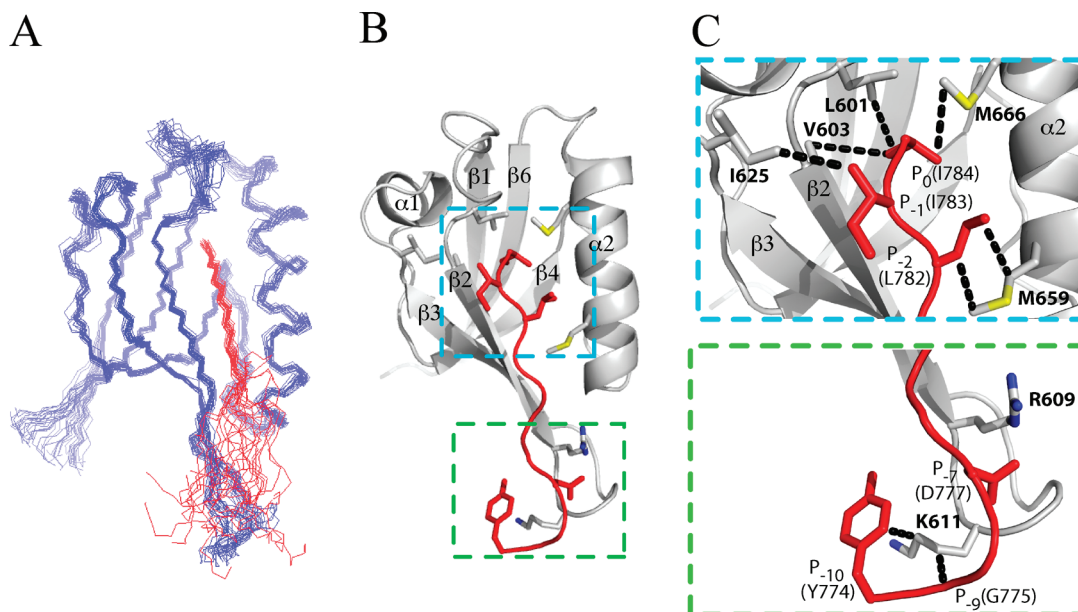 A
B
C
β1
β6
α1
α2
β2
β4
β3
L601
M666
V603
α2
I625
P0(I784)
β2
P-1(I783)
β3
P-2
(L782)
M659
R609
P-7
(D777)
K611
P-10
(Y774)
P-9(G775)